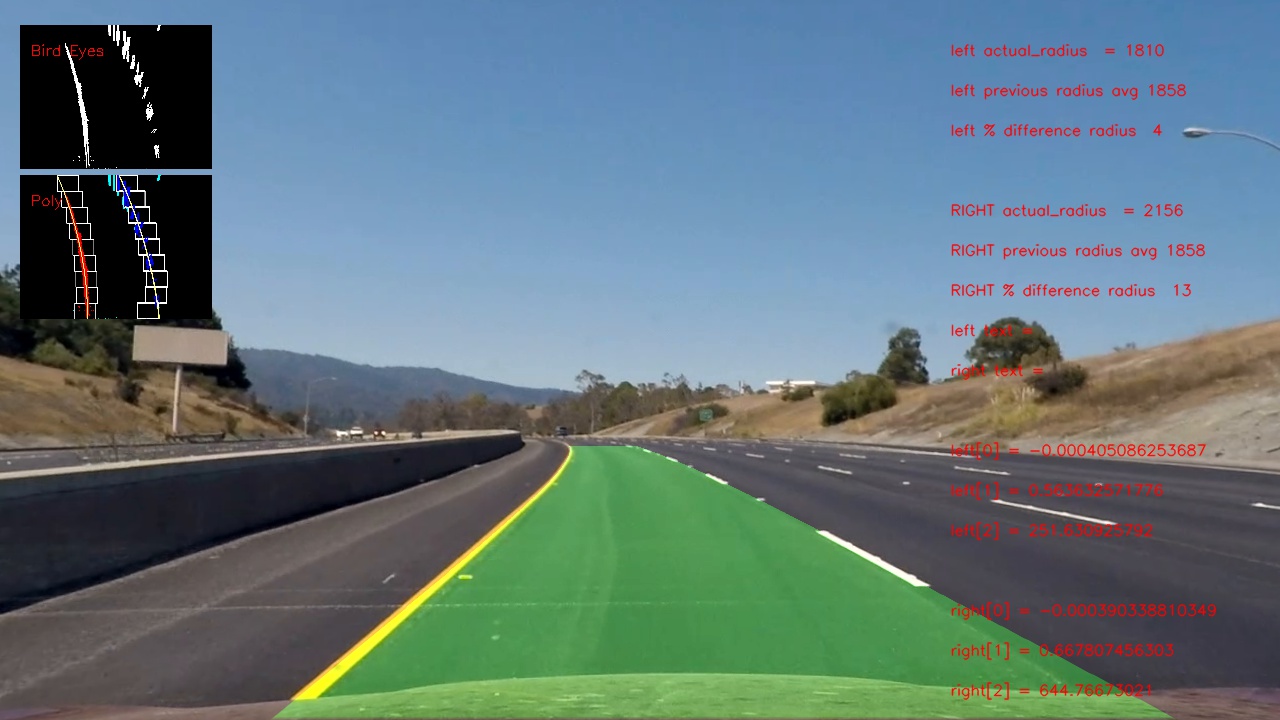 Bird Eyes
Poly
left actual_radius = 1810
left previous radius avg 1858
left % difference radius 4
RIGHT actual_radius = 2156
RIGHT previous radius avg 1858
RIGHT % difference radius 13
left text =
right text =
left[0] = -0.000405086253687
left[1] = 0.563632571776
left[2] = 251.630925792
right[0] = -0.000390338810349
right[1] = 0.667807456303
right[2] = 644.76673021